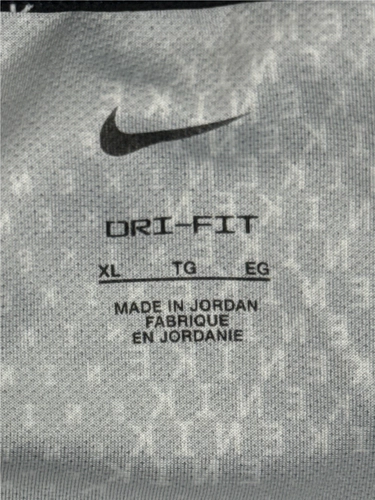 DRI-FIT
XL TG EG
MADE IN JORDAN
FABRIQUE
EN JORDANIE